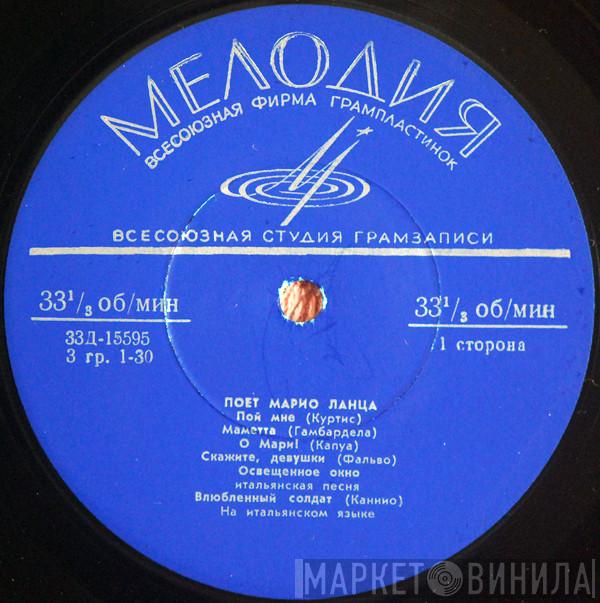 МЕЛОДИЯ
ВСЕСОЮЗНАЯ ФИРМА ГРАМПЛАСТИНОК
ВСЕСОЮЗНАЯ СТУДИЯ ГРАМЗАПИСИ
33¹/₃ об/мин
33Д-15595
3 гр. 1-30
33¹/₃ об/мин
1 сторона
ПОЕТ МАРИО ЛАНЦА
Пой мне (Куртис)
Маметта (Гамбардела)
О Мари! (Капуа)
Скажите, девушки (Фальво)
Освещенное окно
итальянская песня
Влюбленный солдат (Каннио)
На итальянском языке
МАРКЕТ ВИНИЛА